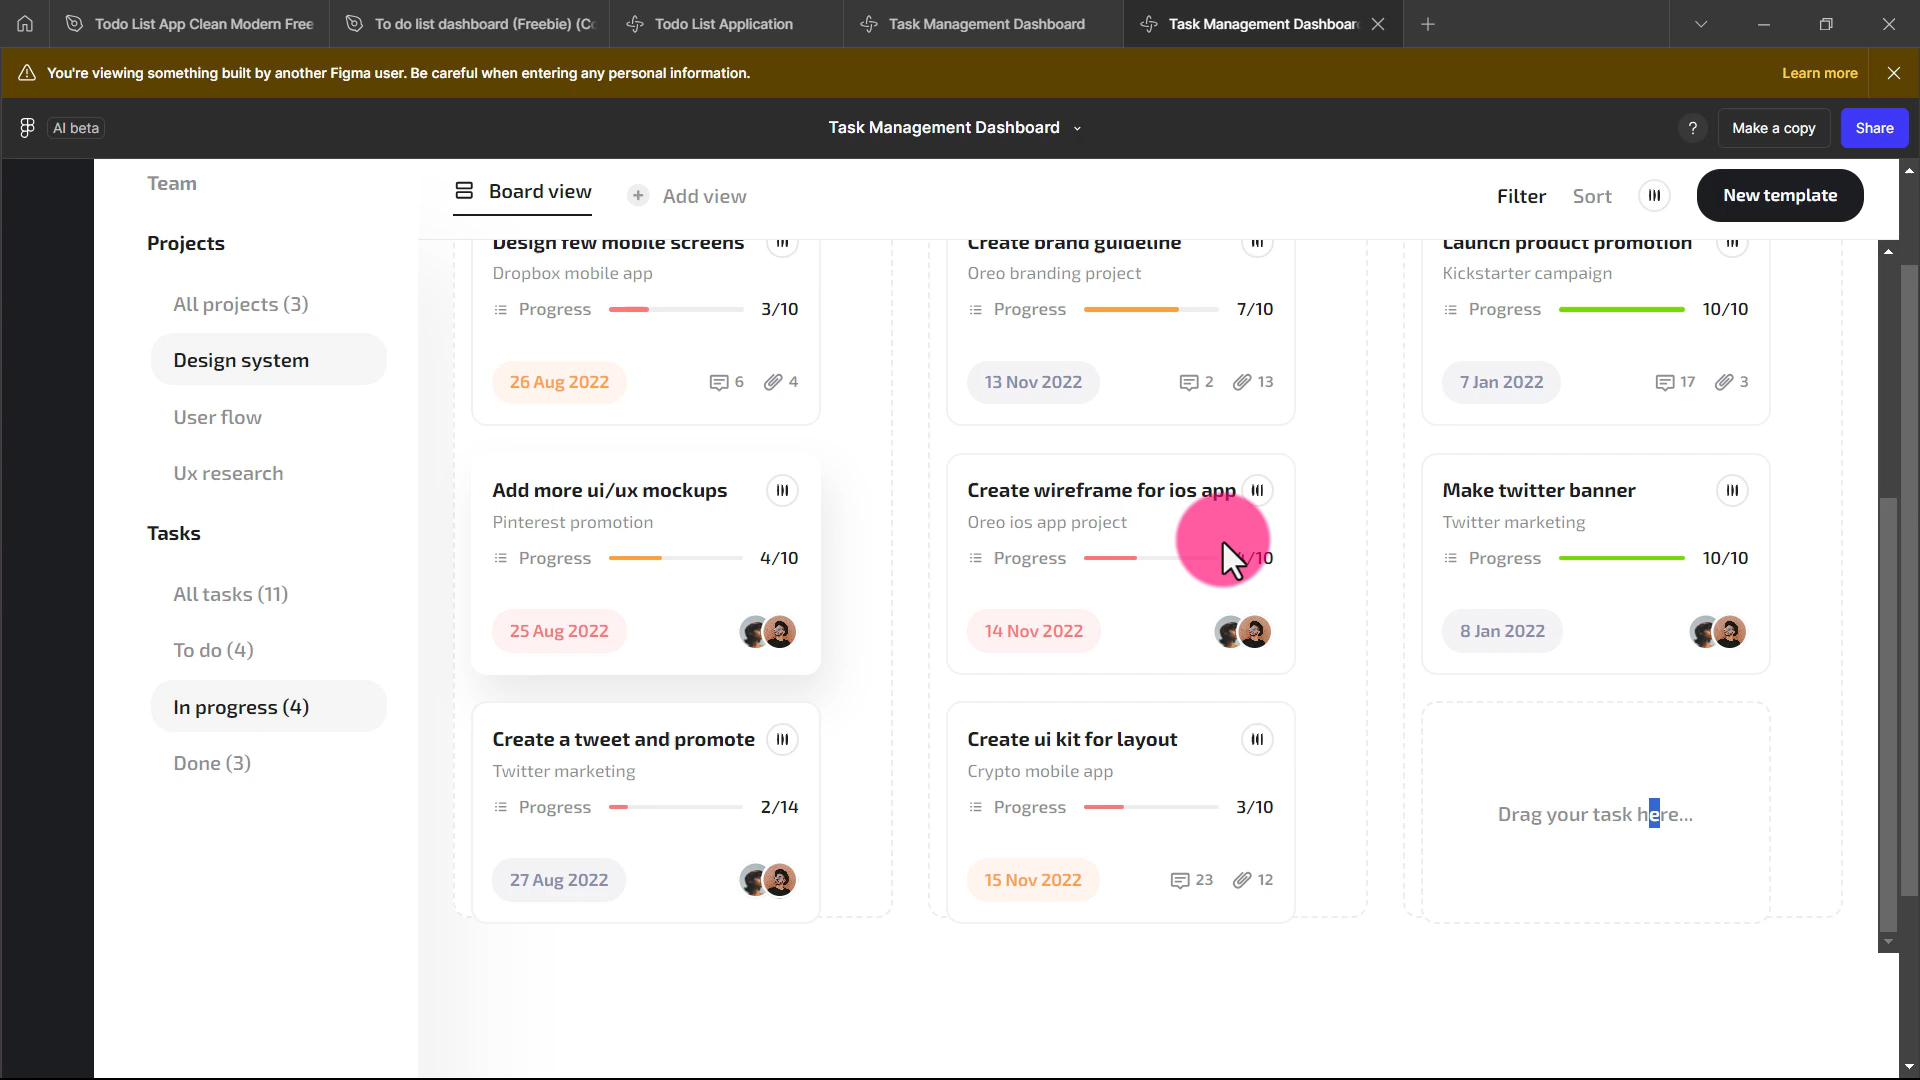 Todo List App Clean Modern Free
To do list dashboard (Freebie) (Co
Todo List Application
Task Management Dashboard
Task Management Dashboar
You're viewing something built by another Figma user. Be careful when entering any personal information.
Learn more
AI beta
Task Management Dashboard
?
Make a copy
Share
Team
Projects
All projects (3)
Design system
User flow
Ux research
Tasks
All tasks (11)
To do (4)
In progress (4)
Done (3)
Board view
Add view
Filter
Sort
New template
Design few mobile screens
Dropbox mobile app
Progress 3/10
26 Aug 2022 6 4
Add more ui/ux mockups
Pinterest promotion
Progress 4/10
25 Aug 2022
Create a tweet and promote
Twitter marketing
Progress 2/14
27 Aug 2022
Create brand guideline
Oreo branding project
Progress 7/10
13 Nov 2022 2 13
Create wireframe for ios app
Oreo ios app project
Progress /10
14 Nov 2022
Create ui kit for layout
Crypto mobile app
Progress 3/10
15 Nov 2022 23 12
Launch product promotion
Kickstarter campaign
Progress 10/10
7 Jan 2022 17 3
Make twitter banner
Twitter marketing
Progress 10/10
8 Jan 2022
Drag your task here...